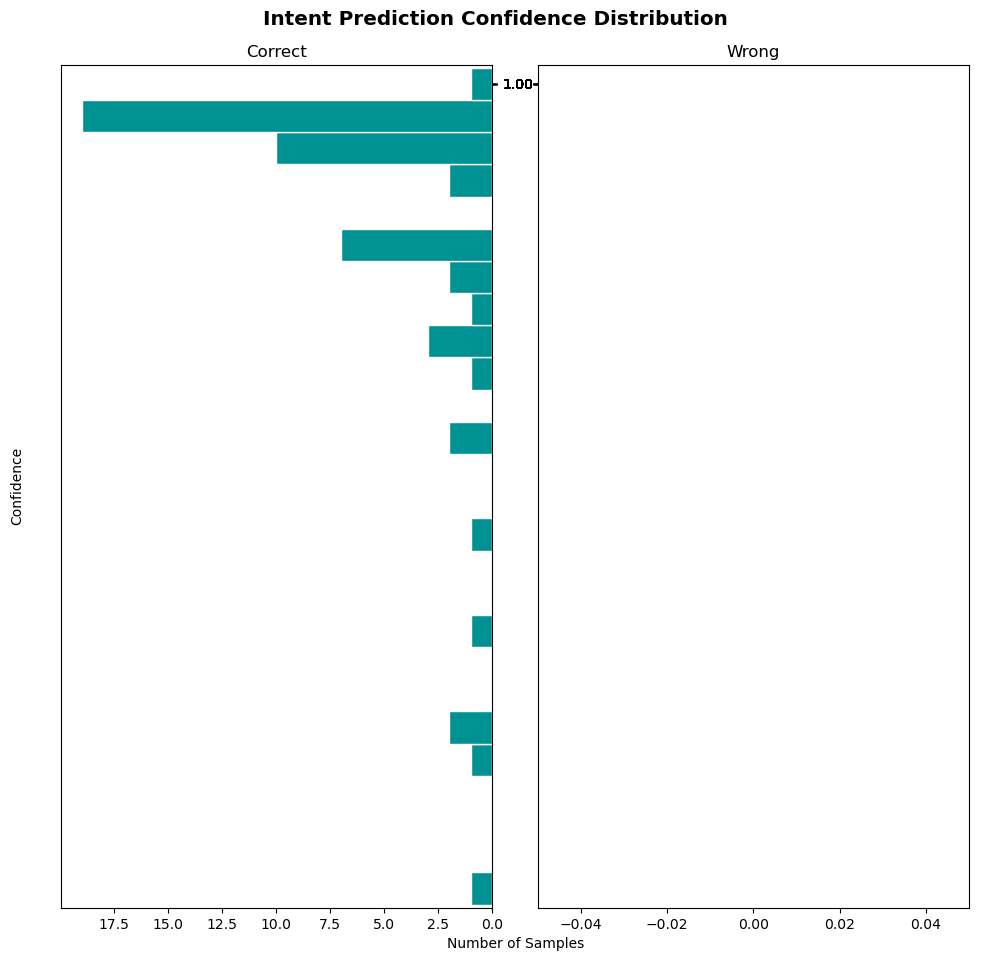 Intent Prediction Confidence Distribution
Correct
Wrong
1.00
Confidence
17.5 15.0 12.5 10.0 7.5 5.0 2.5 0.0
−0.04 −0.02 0.00 0.02 0.04
Number of Samples